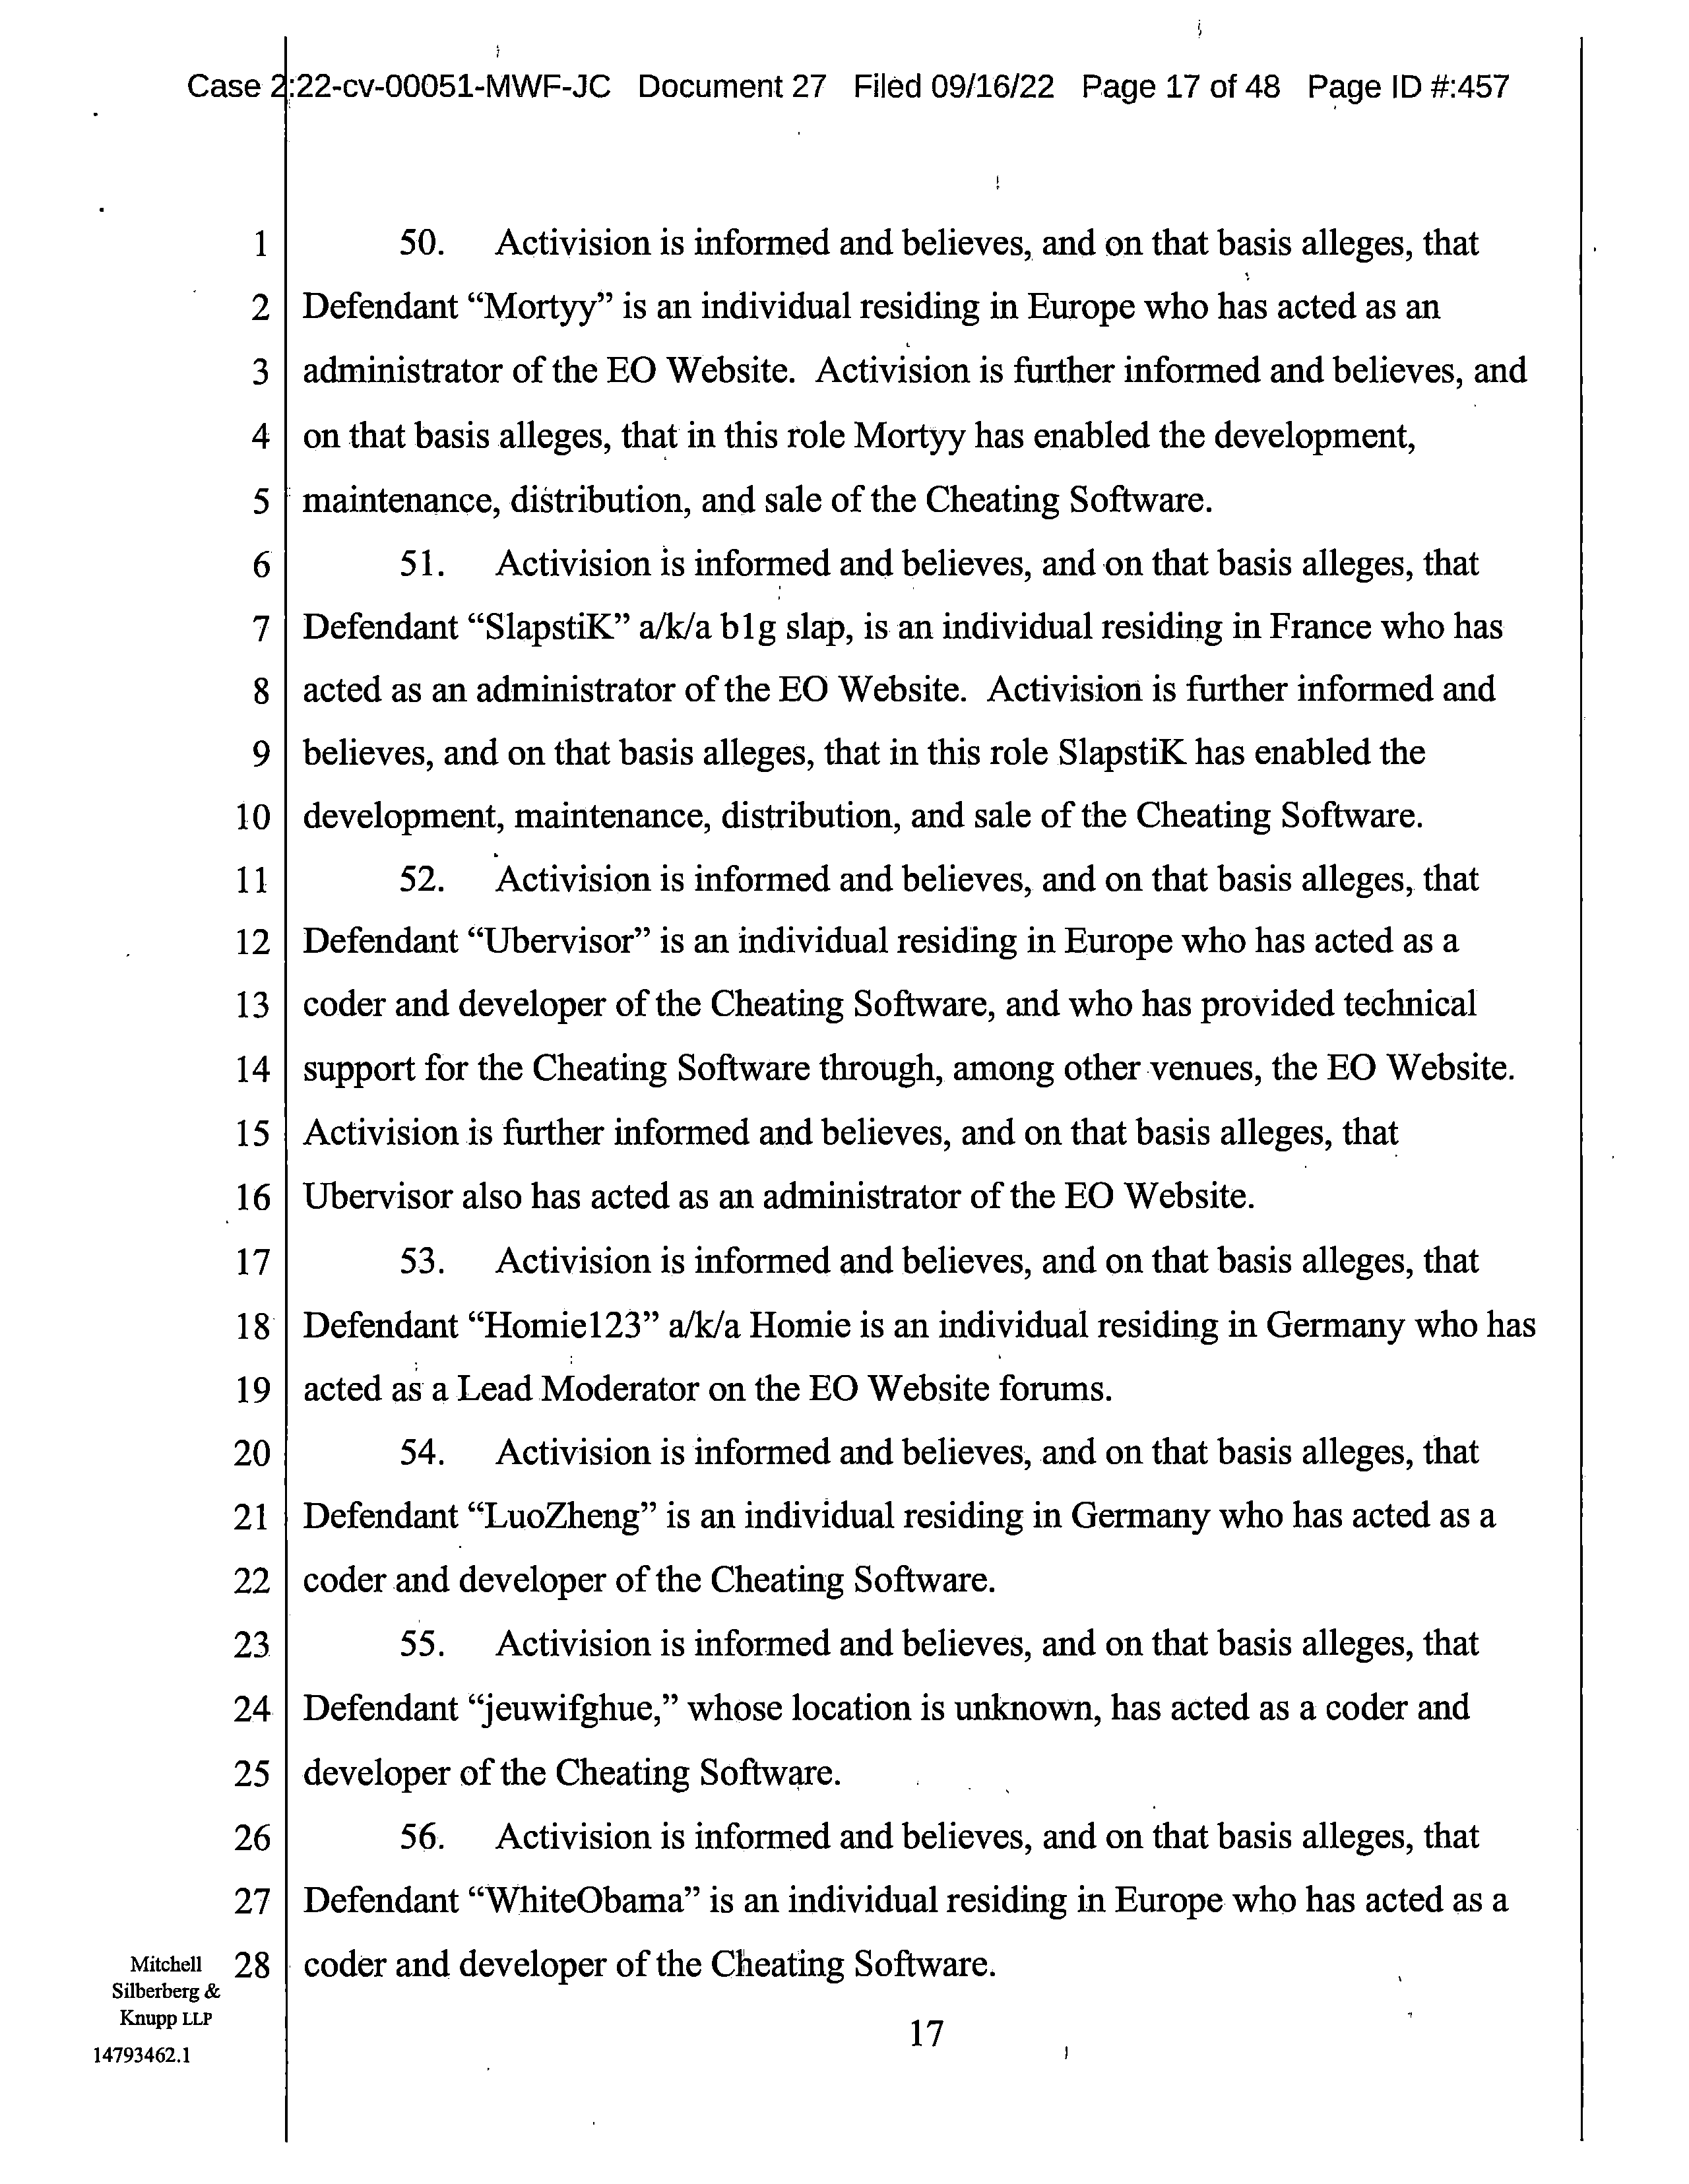 Case 2:22-cv-00051-MWF-JC Document 27 Filed 09/16/22 Page 17 of 48 Page ID #:457
1 50. Activision is informed and believes, and on that basis alleges, that
2 Defendant “Mortyy” is an individual residing in Europe who has acted as an
3 administrator of the EO Website. Activision is further informed and believes, and
4 on that basis alleges, that in this role Mortyy has enabled the development,
5 maintenance, distribution, and sale of the Cheating Software.
6 51. Activision is informed and believes, and on that basis alleges, that
7 Defendant “SlapstiK” a/k/a b1g slap, is an individual residing in France who has
8 acted as an administrator of the EO Website. Activision is further informed and
9 believes, and on that basis alleges, that in this role SlapstiK has enabled the
10 development, maintenance, distribution, and sale of the Cheating Software.
11 52. Activision is informed and believes, and on that basis alleges, that
12 Defendant “Ubervisor” is an individual residing in Europe who has acted as a
13 coder and developer of the Cheating Software, and who has provided technical
14 support for the Cheating Software through, among other venues, the EO Website.
15 Activision is further informed and believes, and on that basis alleges, that
16 Ubervisor also has acted as an administrator of the EO Website.
17 53. Activision is informed and believes, and on that basis alleges, that
18 Defendant “Homie123” a/k/a Homie is an individual residing in Germany who has
19 acted as a Lead Moderator on the EO Website forums.
20 54. Activision is informed and believes, and on that basis alleges, that
21 Defendant “LuoZheng” is an individual residing in Germany who has acted as a
22 coder and developer of the Cheating Software.
23 55. Activision is informed and believes, and on that basis alleges, that
24 Defendant “jeuwifghue,” whose location is unknown, has acted as a coder and
25 developer of the Cheating Software.
26 56. Activision is informed and believes, and on that basis alleges, that
27 Defendant “WhiteObama” is an individual residing in Europe who has acted as a
28 coder and developer of the Cheating Software.
Mitchell
Silberberg &
Knupp LLP
14793462.1
17